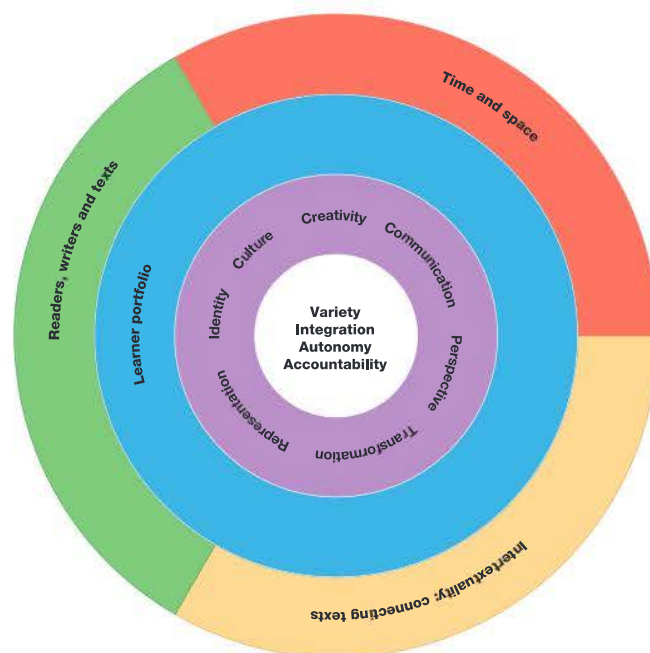 Time and space
Readers, writers and texts
Intertextuality: connecting texts
Learner portfolio
Creativity
Communication
Perspective
Transformation
Representation
Identity
Culture
Variety
Integration
Autonomy
Accountability